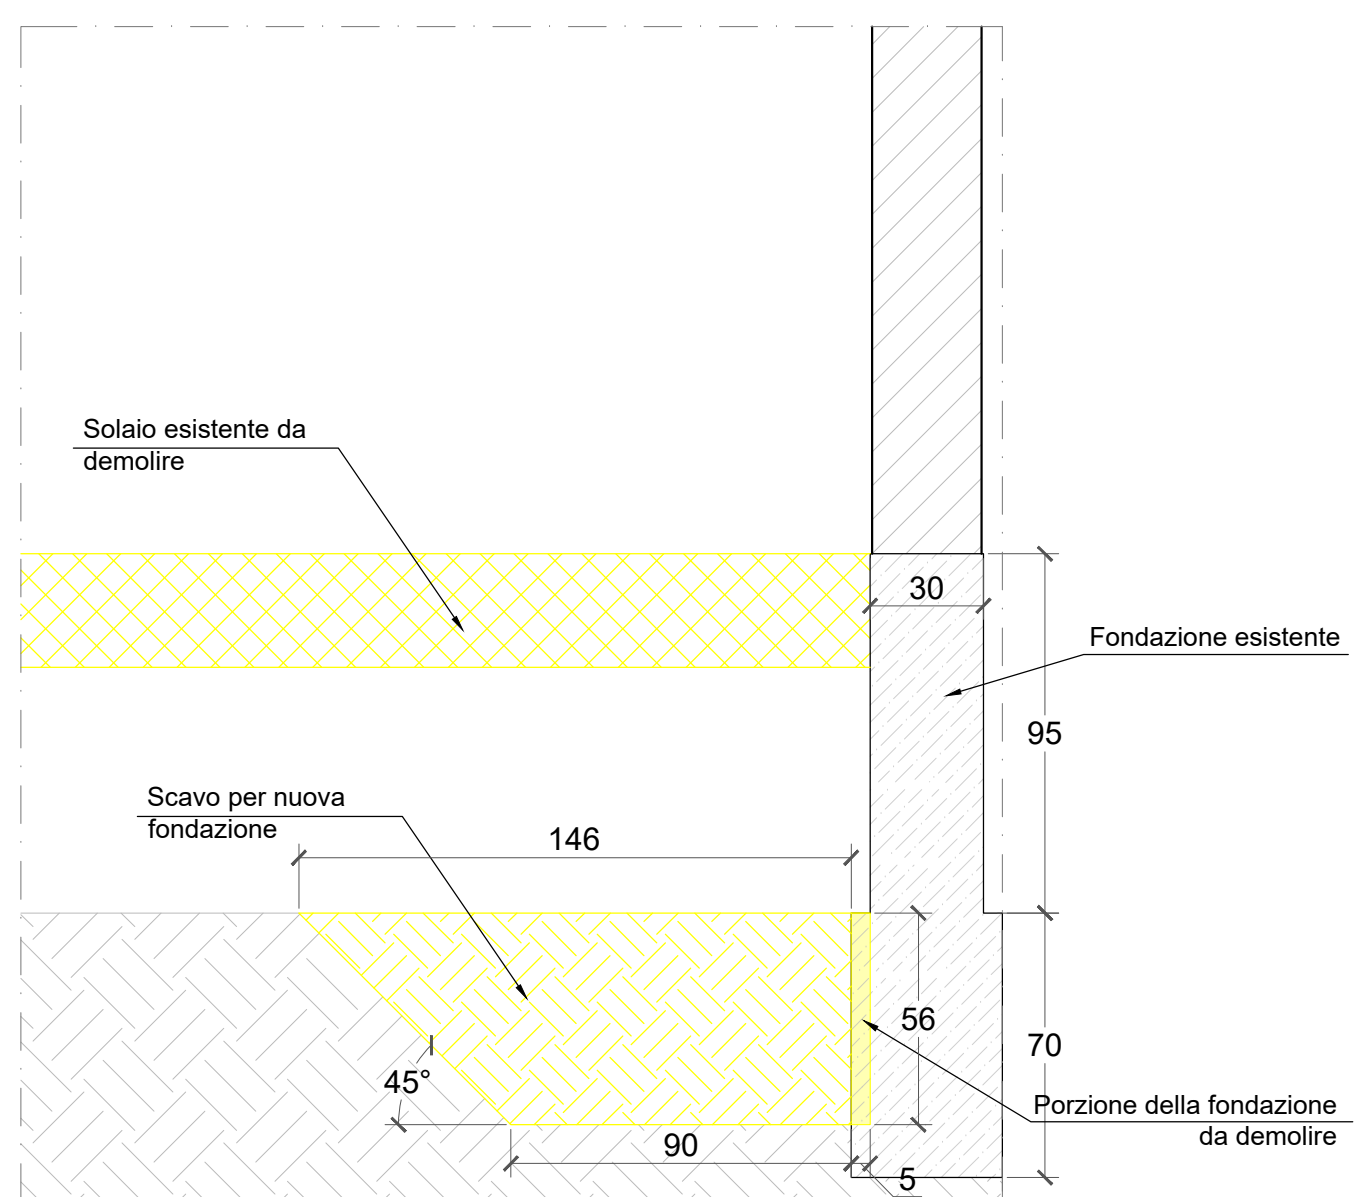 Solaio esistente da
demolire
30
Fondazione esistente
95
Scavo per nuova
fondazione
146
56
70
45°
Porzione della fondazione
da demolire
90
5